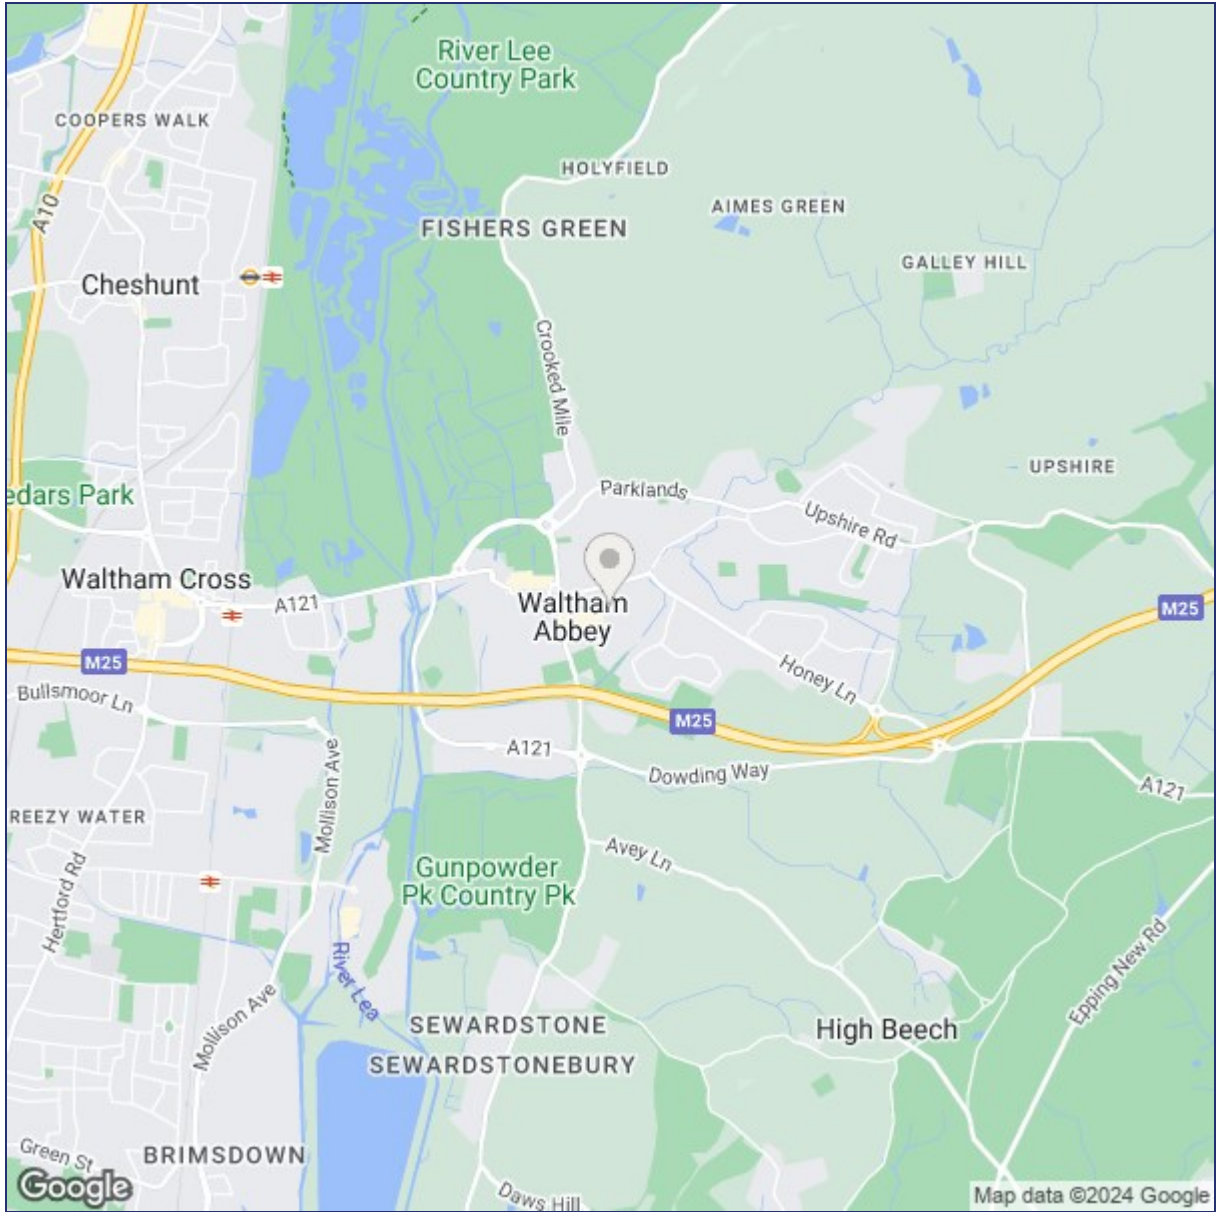 River Lee
Country Park
COOPERS WALK
HOLYFIELD
AIMES GREEN
A10
FISHERS GREEN
GALLEY HILL
Cheshunt
Crooked Mile
UPSHIRE
edars Park
Parklands
Upshire Rd
Waltham Cross
A121
Waltham
Abbey
M25
M25
Honey Ln
Bullsmoor Ln
M25
A121
Dowding Way
A121
Mollison Ave
REEZY WATER
Avey Ln
Gunpowder
Pk Country Pk
Hertford Rd
River Lea
Epping New Rd
Mollison Ave
SEWARDSTONE
High Beech
SEWARDSTONEBURY
Green St
BRIMSDOWN
Google
Daws Hill
Map data ©2024 Google